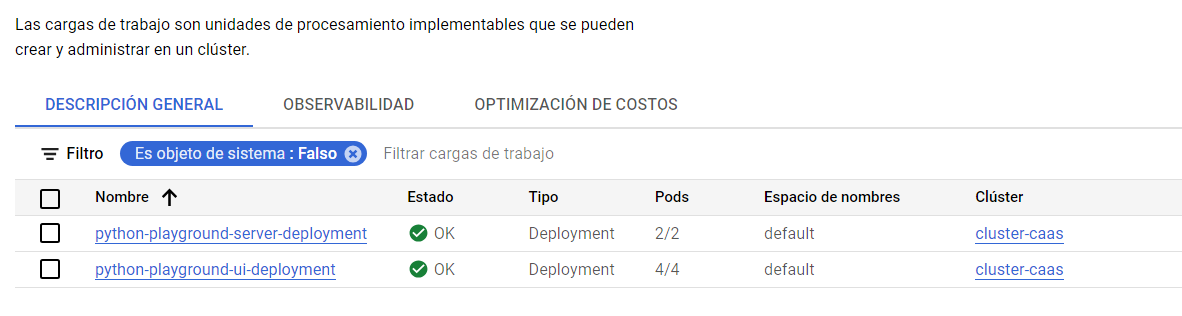 Las cargas de trabajo son unidades de procesamiento implementables que se pueden
crear y administrar en un clúster.
DESCRIPCIÓN GENERAL OBSERVABILIDAD OPTIMIZACIÓN DE COSTOS
Filtro Es objeto de sistema : Falso Filtrar cargas de trabajo
Nombre Estado Tipo Pods Espacio de nombres Clúster
python-playground-server-deployment OK Deployment 2/2 default cluster-caas
python-playground-ui-deployment OK Deployment 4/4 default cluster-caas